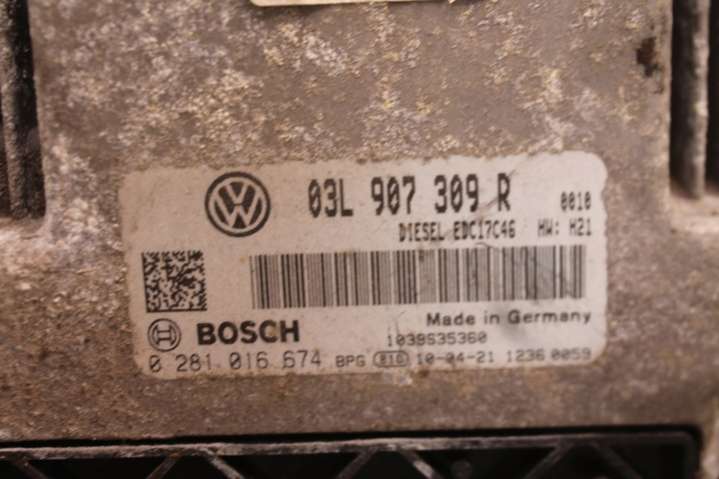 03L 907 309 R 0010
DIESEL EDC17C46 HW: H21
Made in Germany
BOSCH 1039S35360
0 281 016 674 BPG 10-04-21 1236 0059